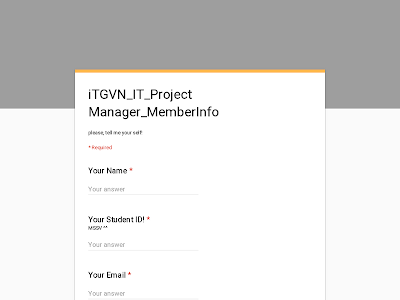 iTGVN_IT_Project
Manager_MemberInfo
please, tell me your self!
* Required
Your Name *
Your answer
Your Student ID! *
MSSV ^^
Your answer
Your Email *
Your answer